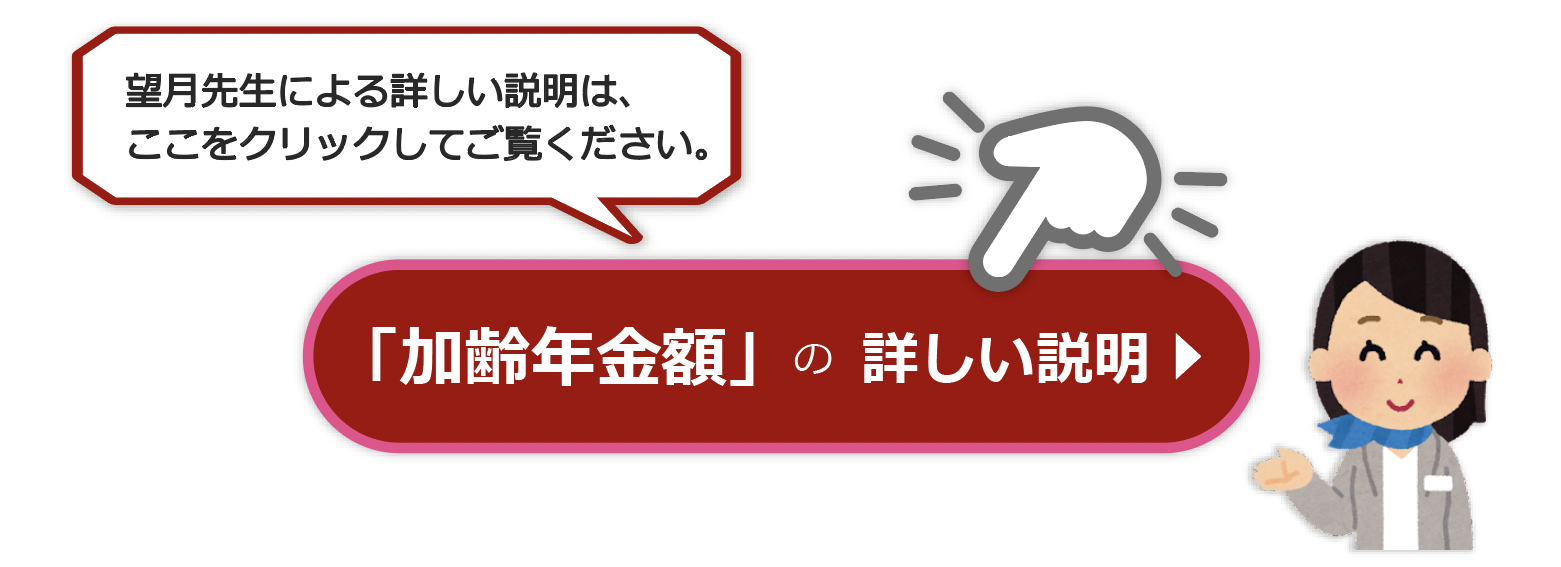 望月先生による詳しい説明は、
ここをクリックしてご覧ください。
「加齢年金額」の 詳しい説明